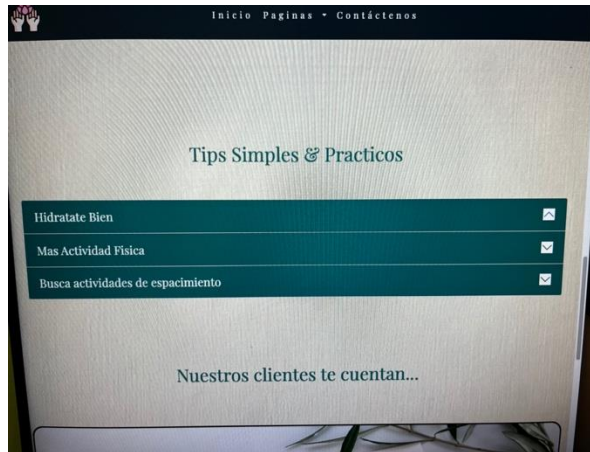 Inicio Paginas Contáctenos
Tips Simples & Practicos
Hidratate Bien
Mas Actividad Fisica
Busca actividades de espacimiento
Nuestros clientes te cuentan...